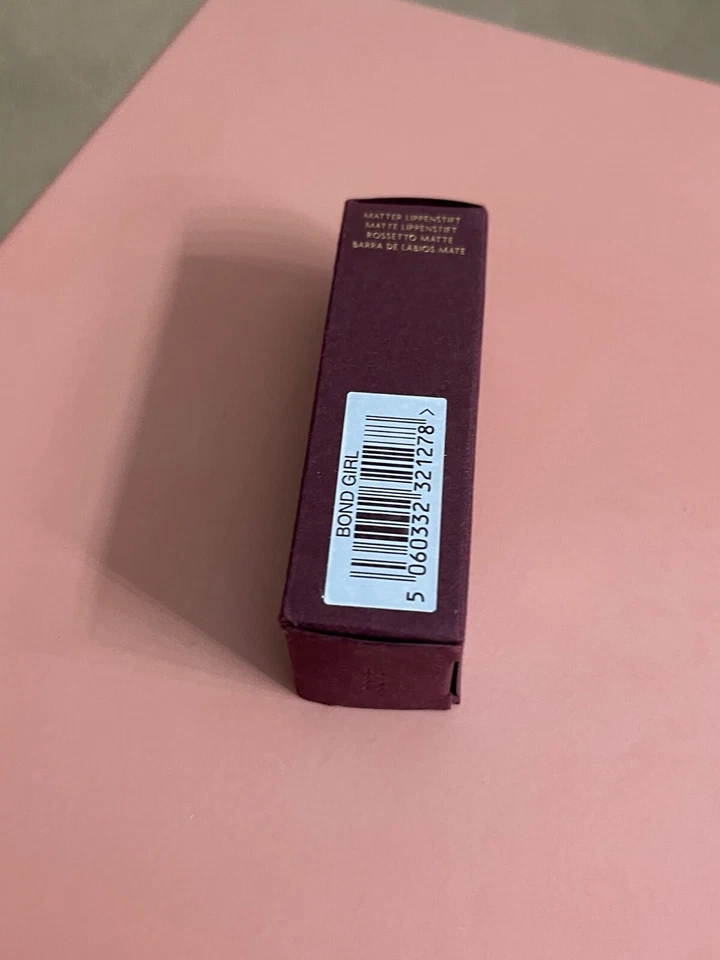 MATTER LIPPENSTIFT
MATTE LIPPENSTIFT
ROSSETTO MATTE
BARRA DE LABIOS MATE
BOND GIRL
5 060332 321278 >